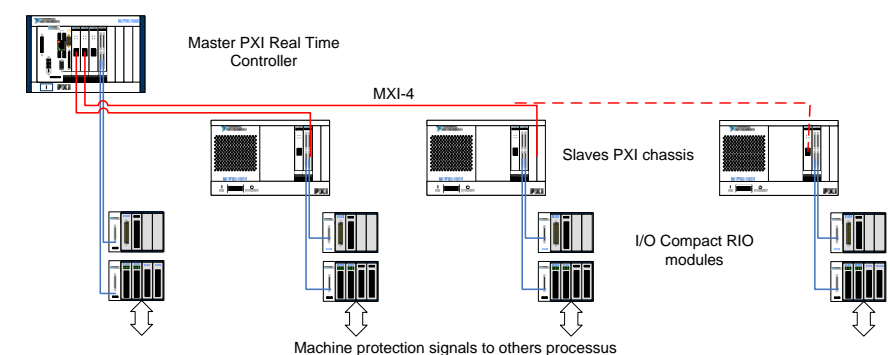 Master PXI Real Time
Controller
MXI-4
Slaves PXI chassis
PXI
PXI
PXI
PXI
I/O Compact RIO
modules
Machine protection signals to others processus